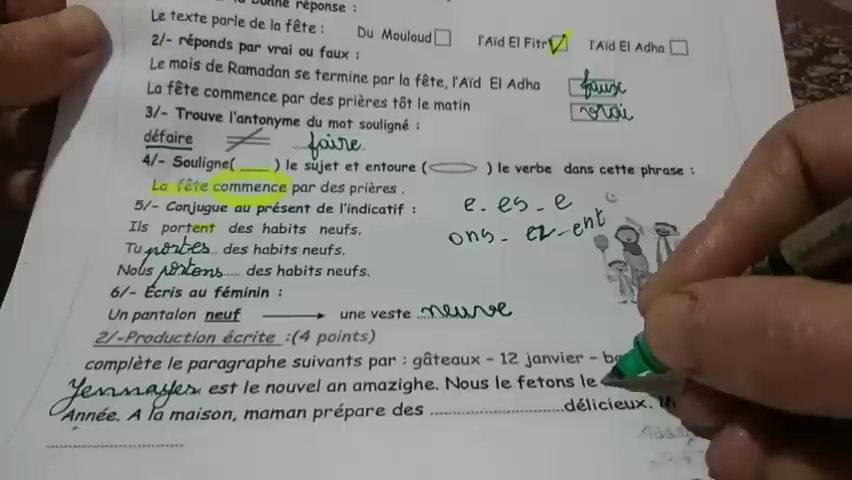 bonne réponse :
Le texte parle de la fête : Du Mouloud l'Aïd El Fitr l'Aïd El Adha
2/- réponds par vrai ou faux :
Le mois de Ramadan se termine par la fête, l'Aïd El Adha faux
La fête commence par des prières tôt le matin vrai
3/- Trouve l'antonyme du mot souligné :
défaire faire
4/- Souligne(___) le sujet et entoure ( ) le verbe dans cette phrase :
La fête commence par des prières .
5/- Conjugue au présent de l'indicatif : e - es - e
Ils portent des habits neufs. ons - ez - ent
Tu portes des habits neufs.
Nous portons.... des habits neufs.
6/- Ecris au féminin :
Un pantalon neuf une veste neuve
2/-Production écrite :(4 points)
complète le paragraphe suivants par : gâteaux - 12 janvier -
Yennayer est le nouvel an amazighe. Nous le fetons le
Année. A la maison, maman prépare des ........................délicieux.